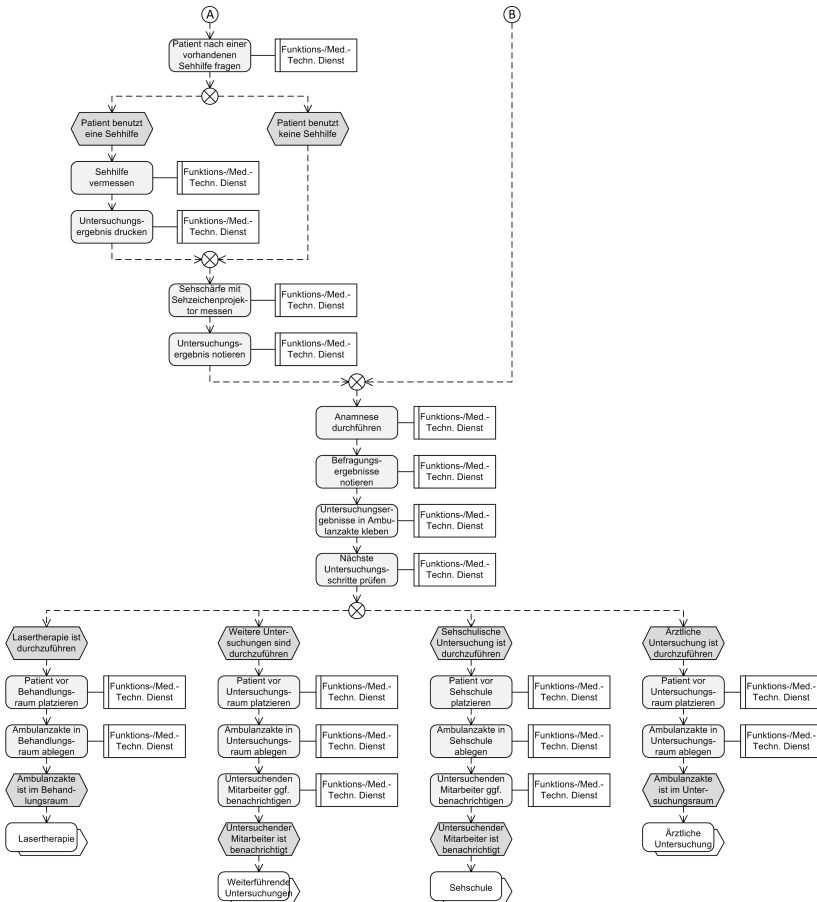 A
B
Patient nach einer
vorhandenen
Sehhilfe fragen
Funktions-/Med.-
Techn. Dienst
Patient benutzt
eine Sehhilfe
Patient benutzt
keine Sehhilfe
Sehhilfe
vermessen
Funktions-/Med.-
Techn. Dienst
Untersuchungs-
ergebnis drucken
Funktions-/Med.-
Techn. Dienst
Sehschärfe mit
Sehzeichenprojek-
tor messen
Funktions-/Med.-
Techn. Dienst
Untersuchungs-
ergebnis notieren
Funktions-/Med.-
Techn. Dienst
Anamnese
durchführen
Funktions-/Med.-
Techn. Dienst
Befragungs-
ergebnisse
notieren
Funktions-/Med.-
Techn. Dienst
Untersuchungser-
gebnisse in Ambu-
lanzakte kleben
Funktions-/Med.-
Techn. Dienst
Nächste
Untersuchungs-
schritte prüfen
Funktions-/Med.-
Techn. Dienst
Lasertherapie ist
durchzuführen
Weitere Unter-
suchungen sind
durchzuführen
Sehschulische
Untersuchung ist
durchzuführen
Ärztliche
Untersuchung ist
durchzuführen
Patient vor
Behandlungs-
raum platzieren
Funktions-/Med.-
Techn. Dienst
Patient vor
Untersuchungs-
raum platzieren
Funktions-/Med.-
Techn. Dienst
Patient vor
Sehschule
platzieren
Funktions-/Med.-
Techn. Dienst
Patient vor
Untersuchungs-
raum platzieren
Funktions-/Med.-
Techn. Dienst
Ambulanzakte in
Behandlungs-
raum ablegen
Funktions-/Med.-
Techn. Dienst
Ambulanzakte in
Untersuchungs-
raum ablegen
Funktions-/Med.-
Techn. Dienst
Ambulanzakte in
Sehschule
ablegen
Funktions-/Med.-
Techn. Dienst
Ambulanzakte in
Untersuchungs-
raum ablegen
Funktions-/Med.-
Techn. Dienst
Ambulanzakte
ist im Behand-
lungsraum
Untersuchenden
Mitarbeiter ggf.
benachrichtigen
Funktions-/Med.-
Techn. Dienst
Untersuchenden
Mitarbeiter ggf.
benachrichtigen
Funktions-/Med.-
Techn. Dienst
Ambulanzakte
ist im Unter-
suchungsraum
Lasertherapie
Untersuchender
Mitarbeiter ist
benachrichtigt
Untersuchender
Mitarbeiter ist
benachrichtigt
Ärztliche
Untersuchung
Weiterführende
Untersuchungen
Sehschule